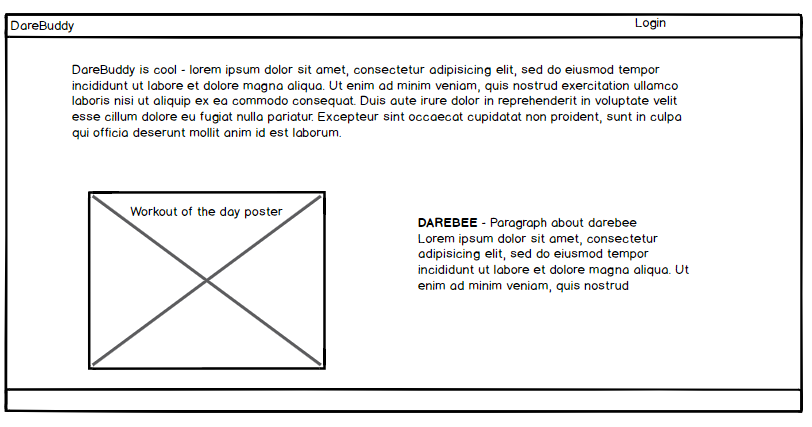 DareBuddy
Login
DareBuddy is cool - lorem ipsum dolor sit amet, consectetur adipisicing elit, sed do eiusmod tempor
incididunt ut labore et dolore magna aliqua. Ut enim ad minim veniam, quis nostrud exercitation ullamco
laboris nisi ut aliquip ex ea commodo consequat. Duis aute irure dolor in reprehenderit in voluptate velit
esse cillum dolore eu fugiat nulla pariatur. Excepteur sint occaecat cupidatat non proident, sunt in culpa
qui officia deserunt mollit anim id est laborum.
Workout of the day poster
DAREBEE - Paragraph about darebee
Lorem ipsum dolor sit amet, consectetur
adipisicing elit, sed do eiusmod tempor
incididunt ut labore et dolore magna aliqua. Ut
enim ad minim veniam, quis nostrud